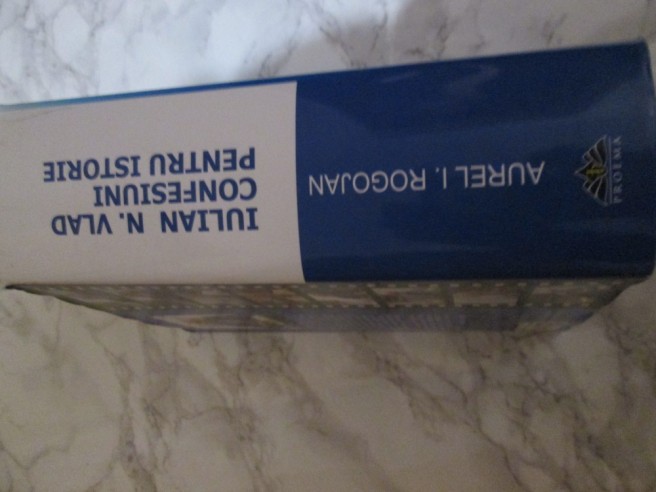 IULIAN N. VLAD
CONFESIUNI
PENTRU ISTORIE
AUREL I. ROGOJAN
PROEMA